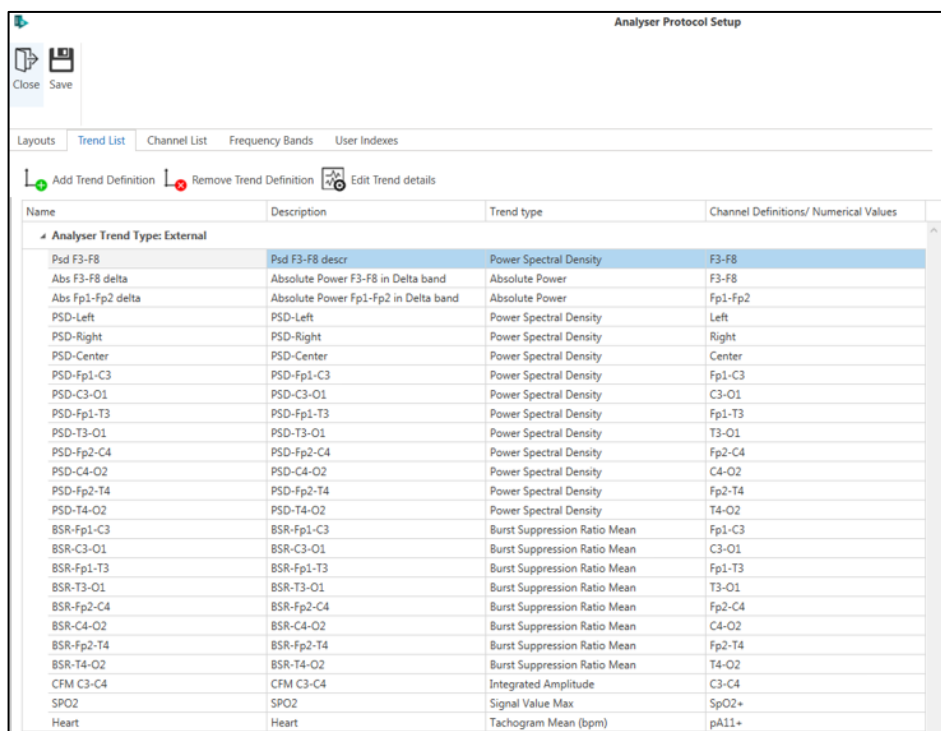 Analyser Protocol Setup
Close Save
Layouts Trend List Channel List Frequency Bands User Indexes
Add Trend Definition Remove Trend Definition Edit Trend details
Name Description Trend type Channel Definitions/ Numerical Values
Analyser Trend Type: External
Psd F3-F8 Psd F3-F8 descr Power Spectral Density F3-F8
Abs F3-F8 delta Absolute Power F3-F8 in Delta band Absolute Power F3-F8
Abs Fp1-Fp2 delta Absolute Power Fp1-Fp2 in Delta band Absolute Power Fp1-Fp2
PSD-Left PSD-Left Power Spectral Density Left
PSD-Right PSD-Right Power Spectral Density Right
PSD-Center PSD-Center Power Spectral Density Center
PSD-Fp1-C3 PSD-Fp1-C3 Power Spectral Density Fp1-C3
PSD-C3-O1 PSD-C3-O1 Power Spectral Density C3-O1
PSD-Fp1-T3 PSD-Fp1-T3 Power Spectral Density Fp1-T3
PSD-T3-O1 PSD-T3-O1 Power Spectral Density T3-O1
PSD-Fp2-C4 PSD-Fp2-C4 Power Spectral Density Fp2-C4
PSD-C4-O2 PSD-C4-O2 Power Spectral Density C4-O2
PSD-Fp2-T4 PSD-Fp2-T4 Power Spectral Density Fp2-T4
PSD-T4-O2 PSD-T4-O2 Power Spectral Density T4-O2
BSR-Fp1-C3 BSR-Fp1-C3 Burst Suppression Ratio Mean Fp1-C3
BSR-C3-O1 BSR-C3-O1 Burst Suppression Ratio Mean C3-O1
BSR-Fp1-T3 BSR-Fp1-T3 Burst Suppression Ratio Mean Fp1-T3
BSR-T3-O1 BSR-T3-O1 Burst Suppression Ratio Mean T3-O1
BSR-Fp2-C4 BSR-Fp2-C4 Burst Suppression Ratio Mean Fp2-C4
BSR-C4-O2 BSR-C4-O2 Burst Suppression Ratio Mean C4-O2
BSR-Fp2-T4 BSR-Fp2-T4 Burst Suppression Ratio Mean Fp2-T4
BSR-T4-O2 BSR-T4-O2 Burst Suppression Ratio Mean T4-O2
CFM C3-C4 CFM C3-C4 Integrated Amplitude C3-C4
SPO2 SPO2 Signal Value Max SpO2+
Heart Heart Tachogram Mean (bpm) pA11+